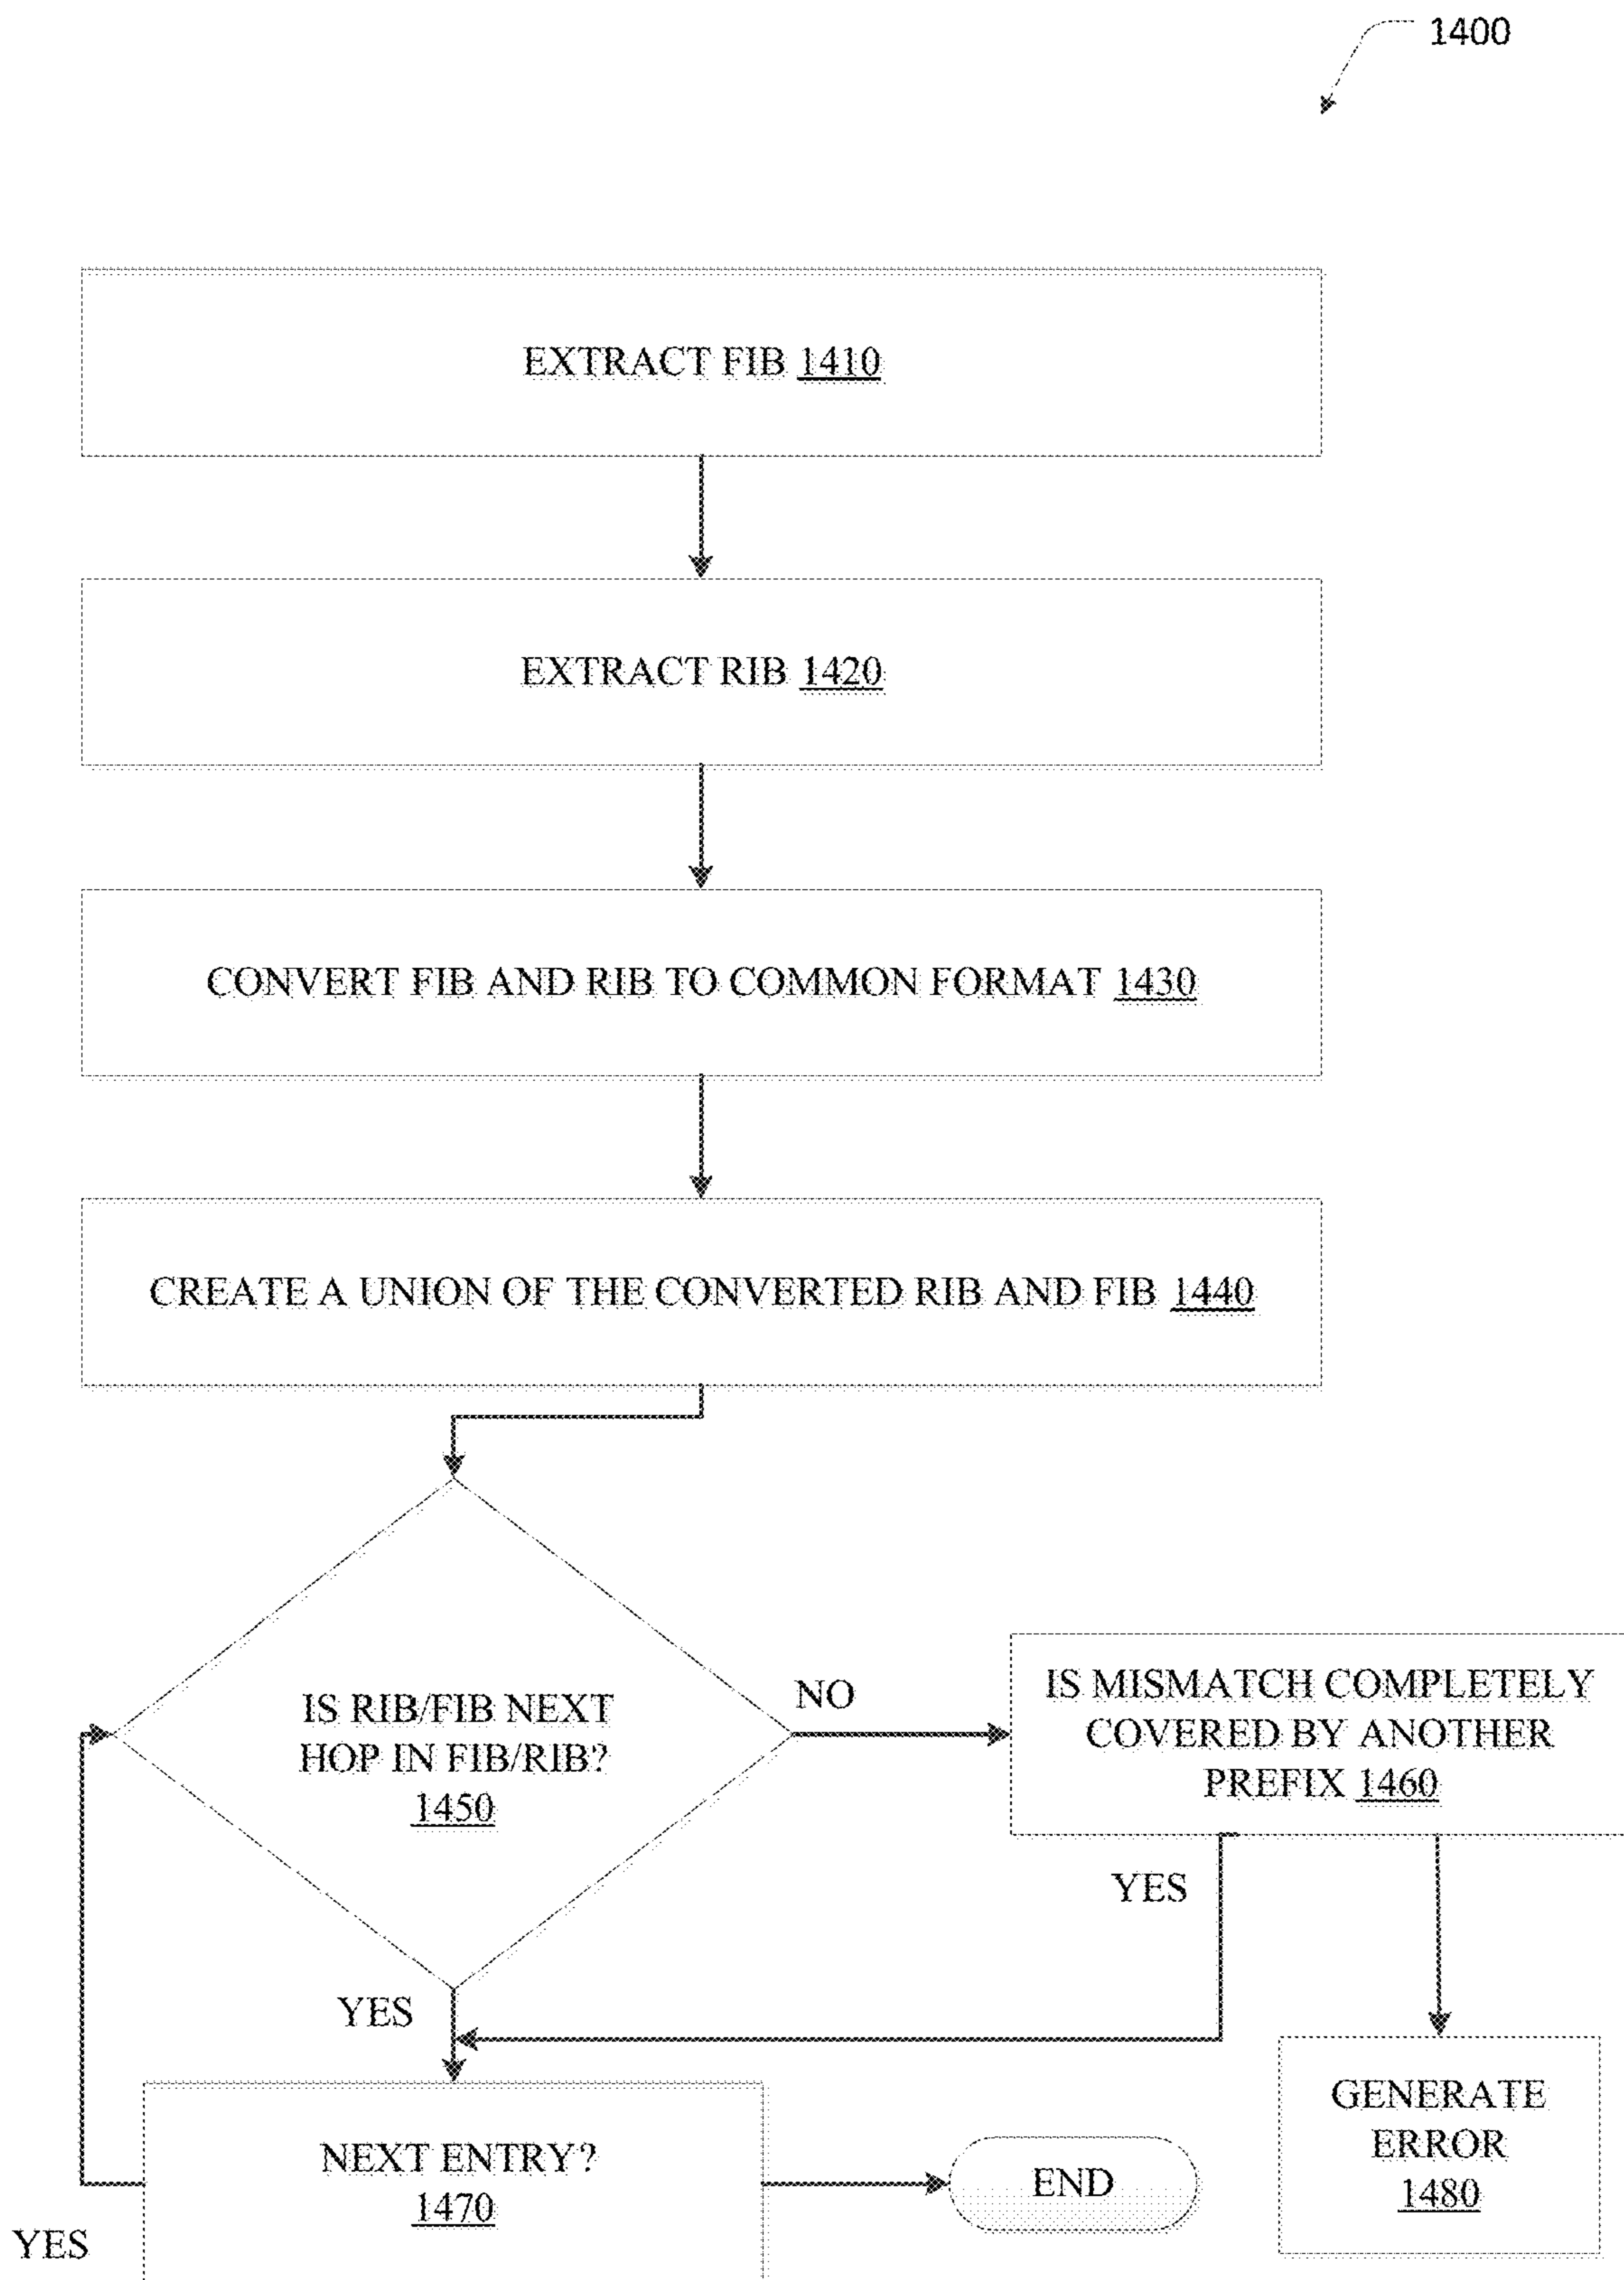 1400
EXTRACT FIB 1410
EXTRACT RIB 1420
CONVERT FIB AND RIB TO COMMON FORMAT 1430
CREATE A UNION OF THE CONVERTED RIB AND FIB 1440
IS RIB/FIB NEXT
HOP IN FIB/RIB?
1450
NO
IS MISMATCH COMPLETELY
COVERED BY ANOTHER
PREFIX 1460
YES
YES
NEXT ENTRY?
1470
YES
END
GENERATE
ERROR
1480